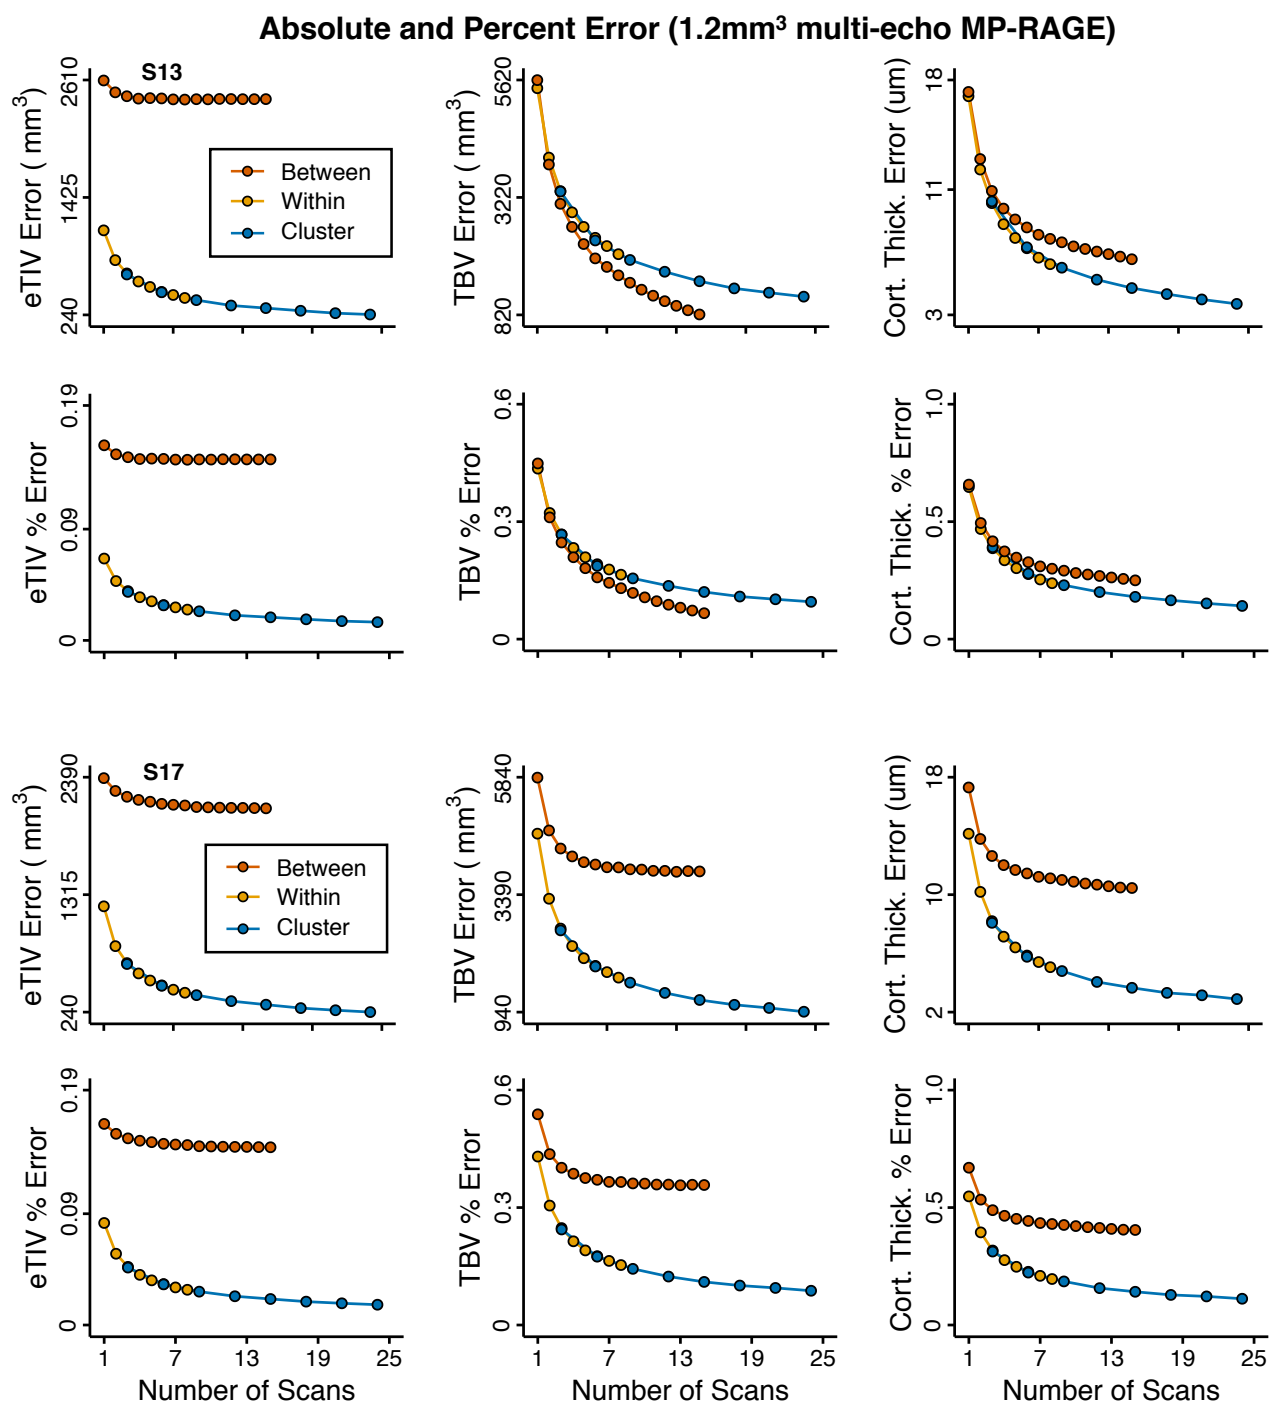 Absolute and Percent Error (1.2mm³ multi-echo MP-RAGE)
S13
eTIV Error ( mm³)
2610
1425
240
Between
Within
Cluster
TBV Error ( mm³)
5620
3220
820
Cort. Thick. Error (um)
18
11
3
eTIV % Error
0.19
0.09
0
TBV % Error
0.6
0.3
0
Cort. Thick. % Error
1.0
0.5
0
S17
eTIV Error ( mm³)
2390
1315
240
Between
Within
Cluster
TBV Error ( mm³)
5840
3390
940
Cort. Thick. Error (um)
18
10
2
eTIV % Error
0.19
0.09
0
1 7 13 19 25
Number of Scans
TBV % Error
0.6
0.3
0
1 7 13 19 25
Number of Scans
Cort. Thick. % Error
1.0
0.5
0
1 7 13 19 25
Number of Scans